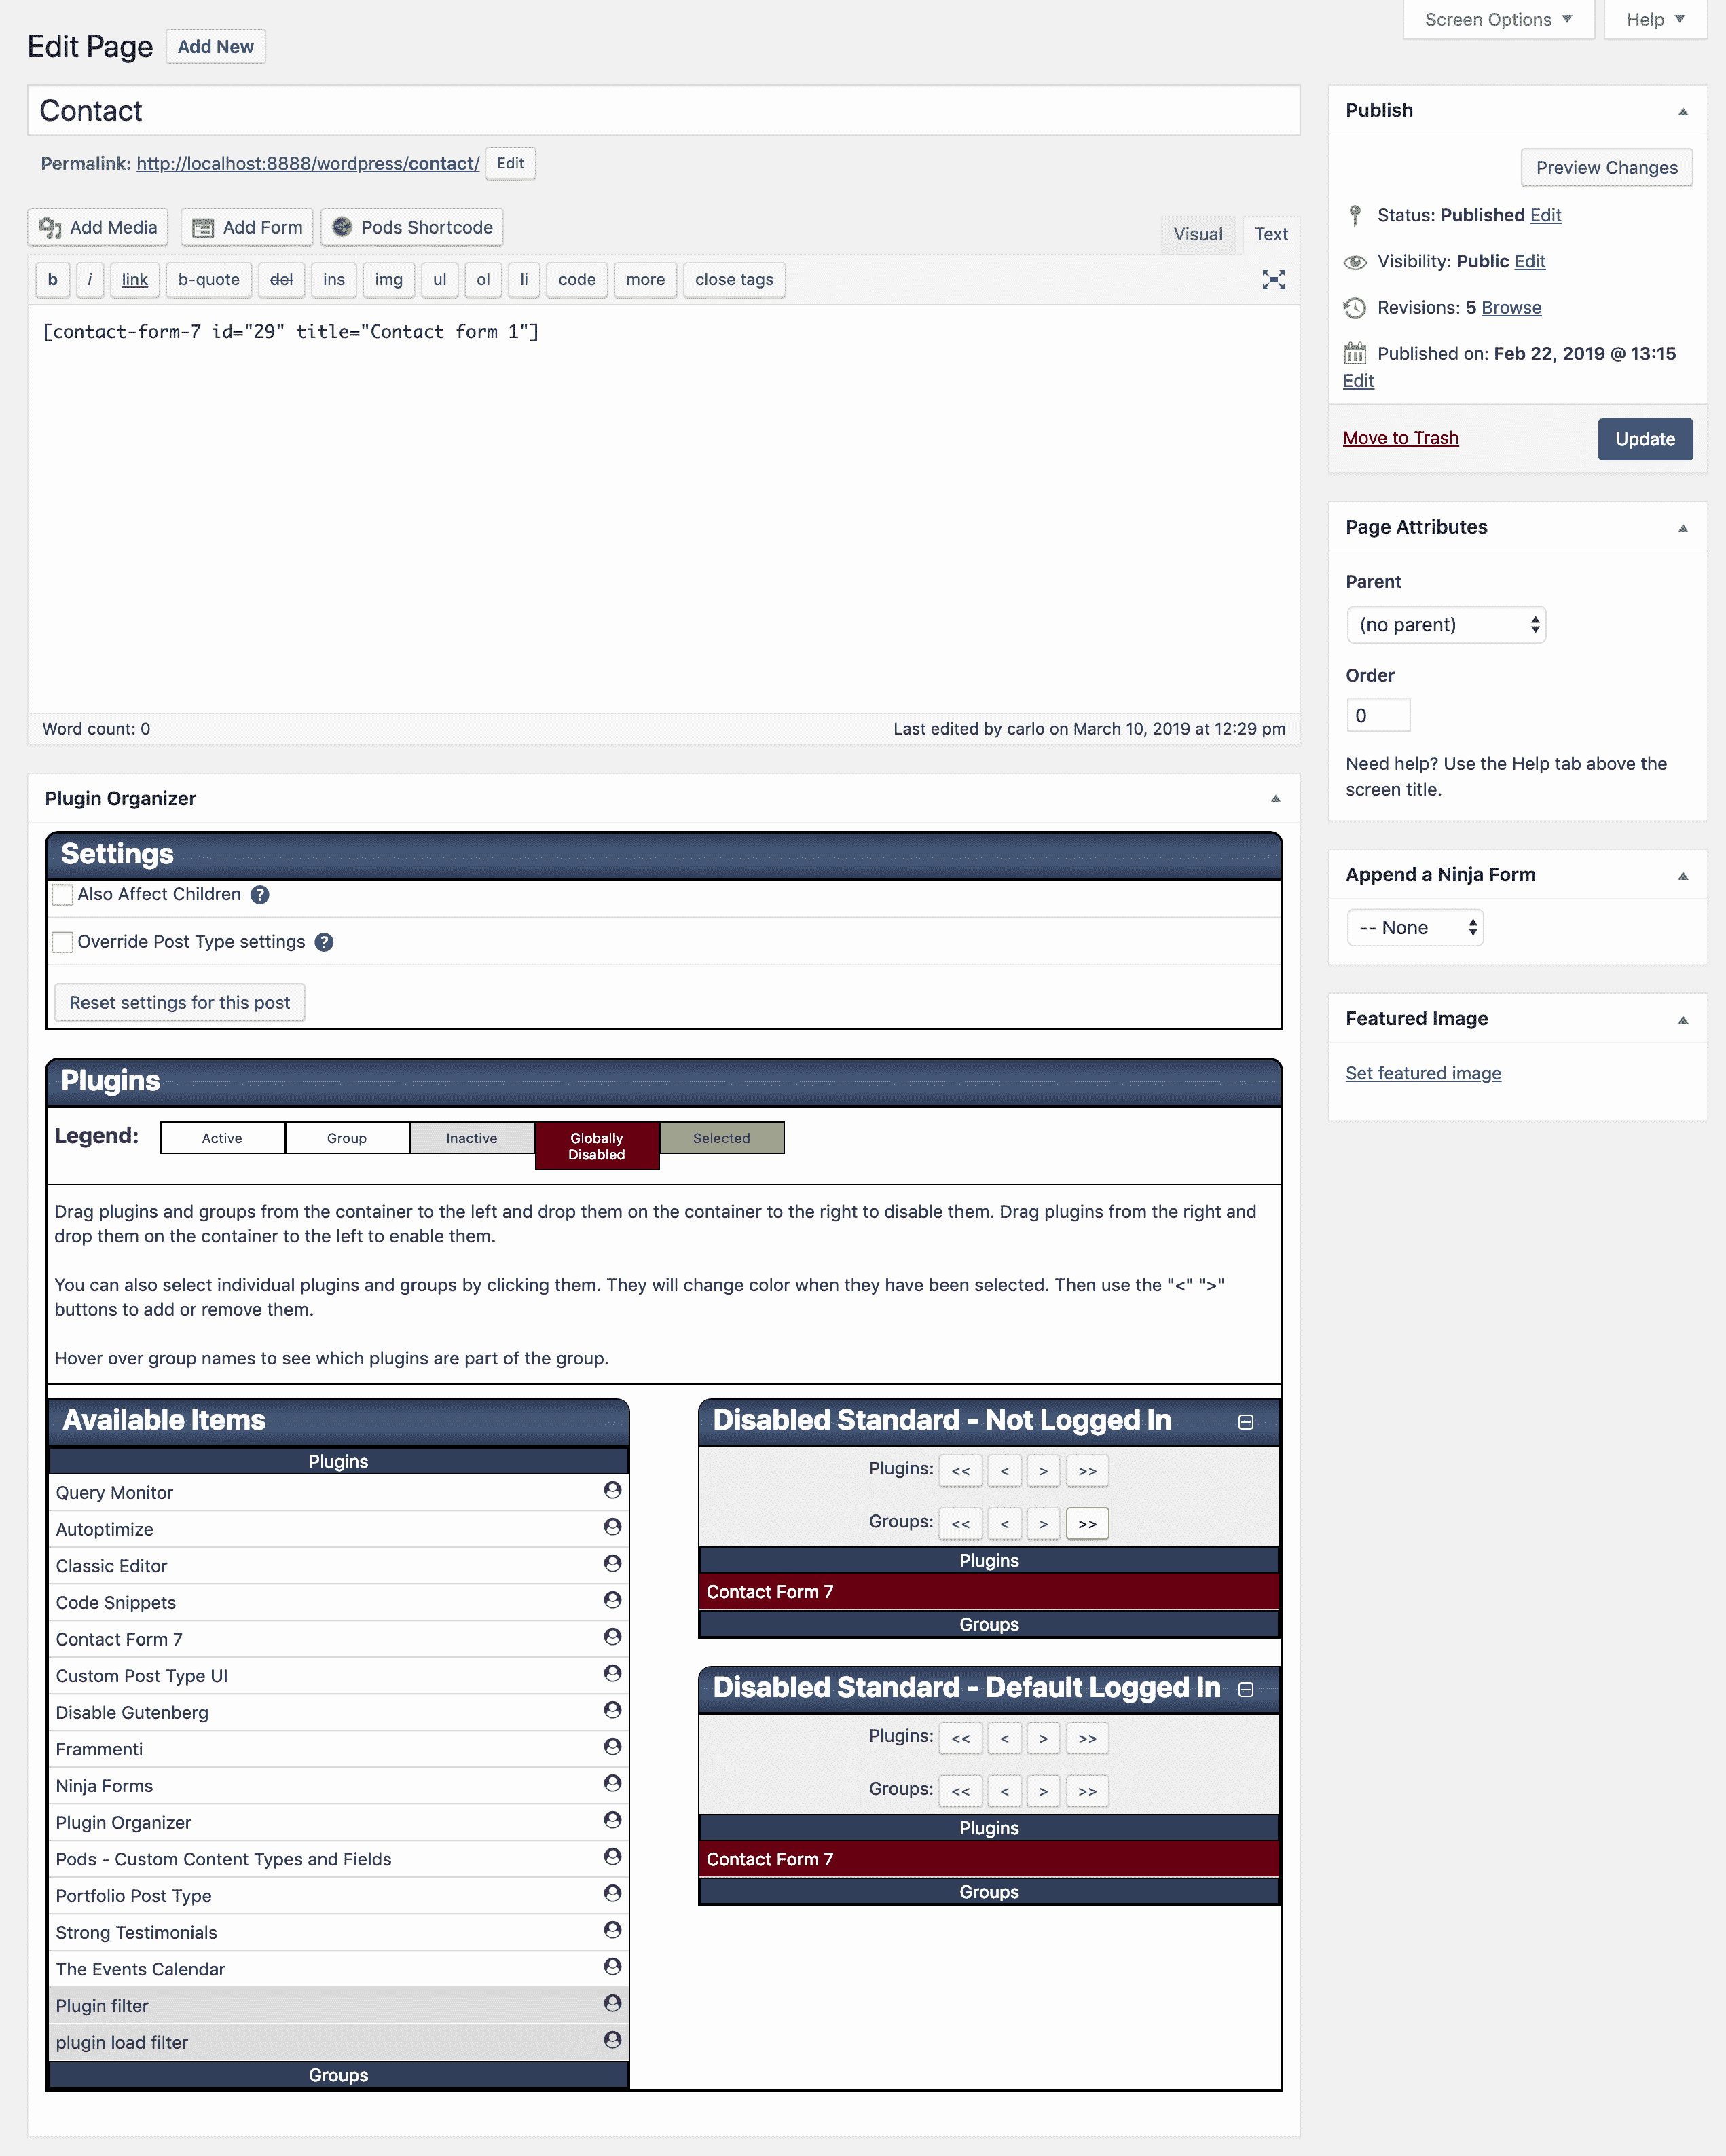 Screen Options ▼
Help ▼
Edit Page
Add New
Contact
Permalink: http://localhost:8888/wordpress/contact/ Edit
Add Media
Add Form
Pods Shortcode
Visual
Text
b
i
link
b-quote
del
ins
img
ul
ol
li
code
more
close tags
[contact-form-7 id="29" title="Contact form 1"]
Word count: 0
Last edited by carlo on March 10, 2019 at 12:29 pm
Plugin Organizer
Settings
Also Affect Children ?
Override Post Type settings ?
Reset settings for this post
Plugins
Legend:
Active
Group
Inactive
Globally
Disabled
Selected
Drag plugins and groups from the container to the left and drop them on the container to the right to disable them. Drag plugins from the right and
drop them on the container to the left to enable them.
You can also select individual plugins and groups by clicking them. They will change color when they have been selected. Then use the "<" ">"
buttons to add or remove them.
Hover over group names to see which plugins are part of the group.
Available Items
Plugins
Query Monitor
Autoptimize
Classic Editor
Code Snippets
Contact Form 7
Custom Post Type UI
Disable Gutenberg
Frammenti
Ninja Forms
Plugin Organizer
Pods - Custom Content Types and Fields
Portfolio Post Type
Strong Testimonials
The Events Calendar
Plugin filter
plugin load filter
Groups
Disabled Standard - Not Logged In
Plugins: << < > >>
Groups: << < > >>
Plugins
Contact Form 7
Groups
Disabled Standard - Default Logged In
Plugins: << < > >>
Groups: << < > >>
Plugins
Contact Form 7
Groups
Publish
Preview Changes
Status: Published Edit
Visibility: Public Edit
Revisions: 5 Browse
Published on: Feb 22, 2019 @ 13:15
Edit
Move to Trash
Update
Page Attributes
Parent
(no parent)
Order
0
Need help? Use the Help tab above the
screen title.
Append a Ninja Form
-- None
Featured Image
Set featured image